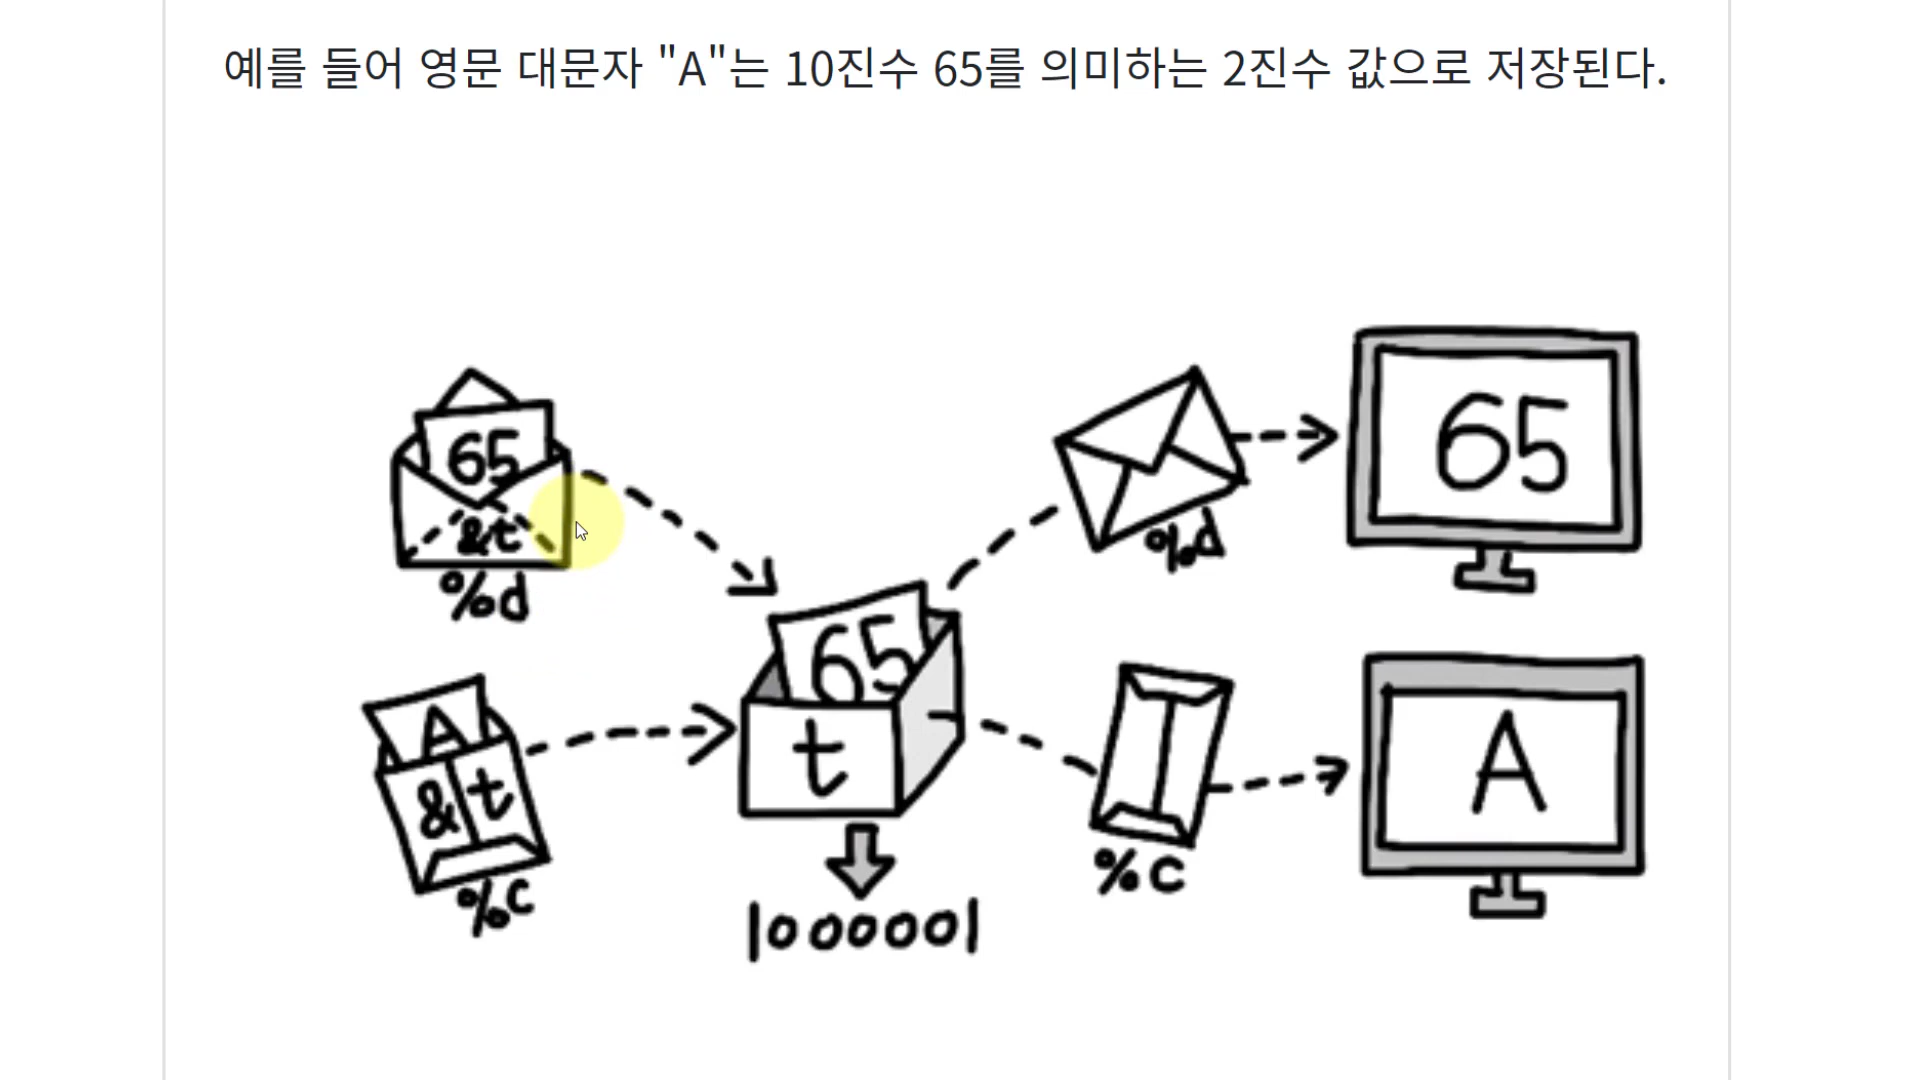 예를 들어 영문 대문자 "A"는 10진수 65를 의미하는 2진수 값으로 저장된다.
65
&t
%d
A
&t
%c
65
t
1000001
%d
65
%c
A